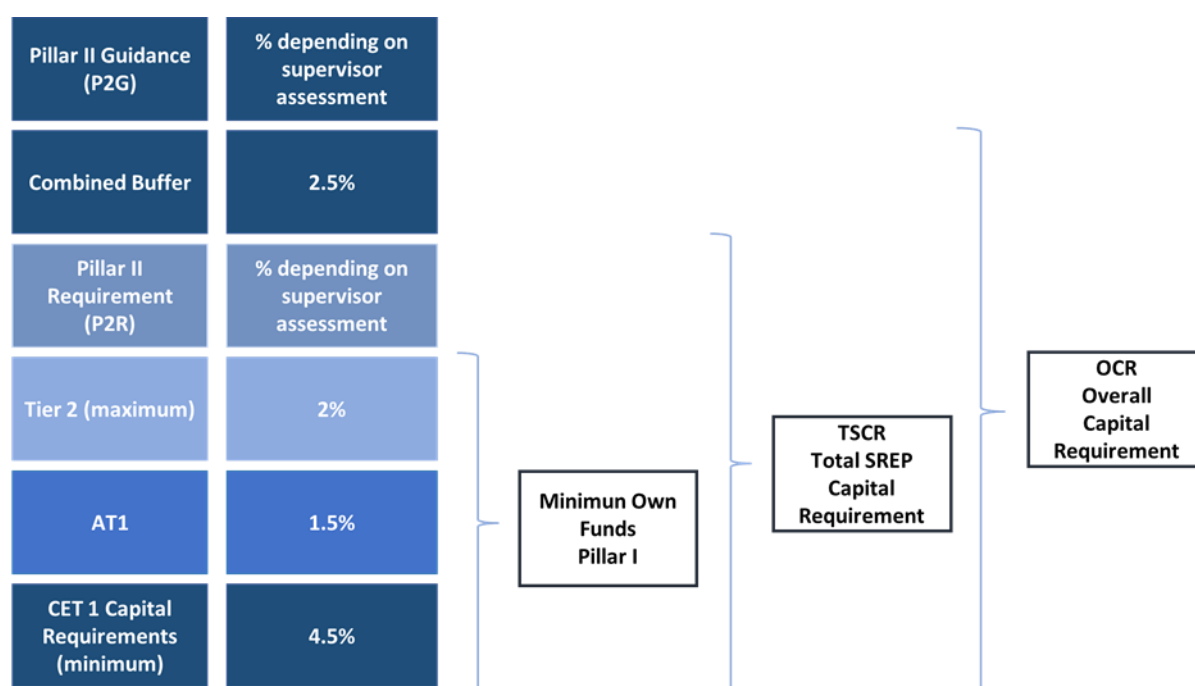 Pillar II Guidance
(P2G)
% depending on
supervisor
assessment
Combined Buffer
2.5%
Pillar II
Requirement
(P2R)
% depending on
supervisor
assessment
Tier 2 (maximum)
2%
AT1
1.5%
CET 1 Capital
Requirements
(minimum)
4.5%
Minimun Own
Funds
Pillar I
TSCR
Total SREP
Capital
Requirement
OCR
Overall
Capital
Requirement